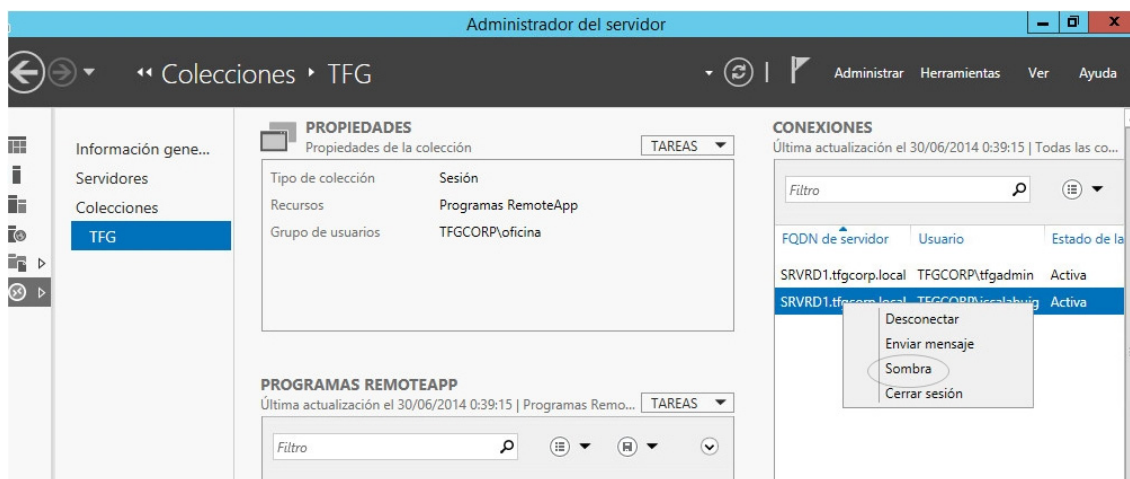 Administrador del servidor
Colecciones TFG
Administrar Herramientas Ver Ayuda
Información gene...
Servidores
Colecciones
TFG
PROPIEDADES
Propiedades de la colección
TAREAS
Tipo de colección Sesión
Recursos Programas RemoteApp
Grupo de usuarios TFGCORP\oficina
PROGRAMAS REMOTEAPP
Última actualización el 30/06/2014 0:39:15 | Programas Remo...
TAREAS
Filtro
CONEXIONES
Última actualización el 30/06/2014 0:39:15 | Todas las co...
Filtro
FQDN de servidor Usuario Estado de la
SRVRD1.tfgcorp.local TFGCORP\tfgadmin Activa
SRVRD1.tfgcorp.local Activa
Desconectar
Enviar mensaje
Sombra
Cerrar sesión